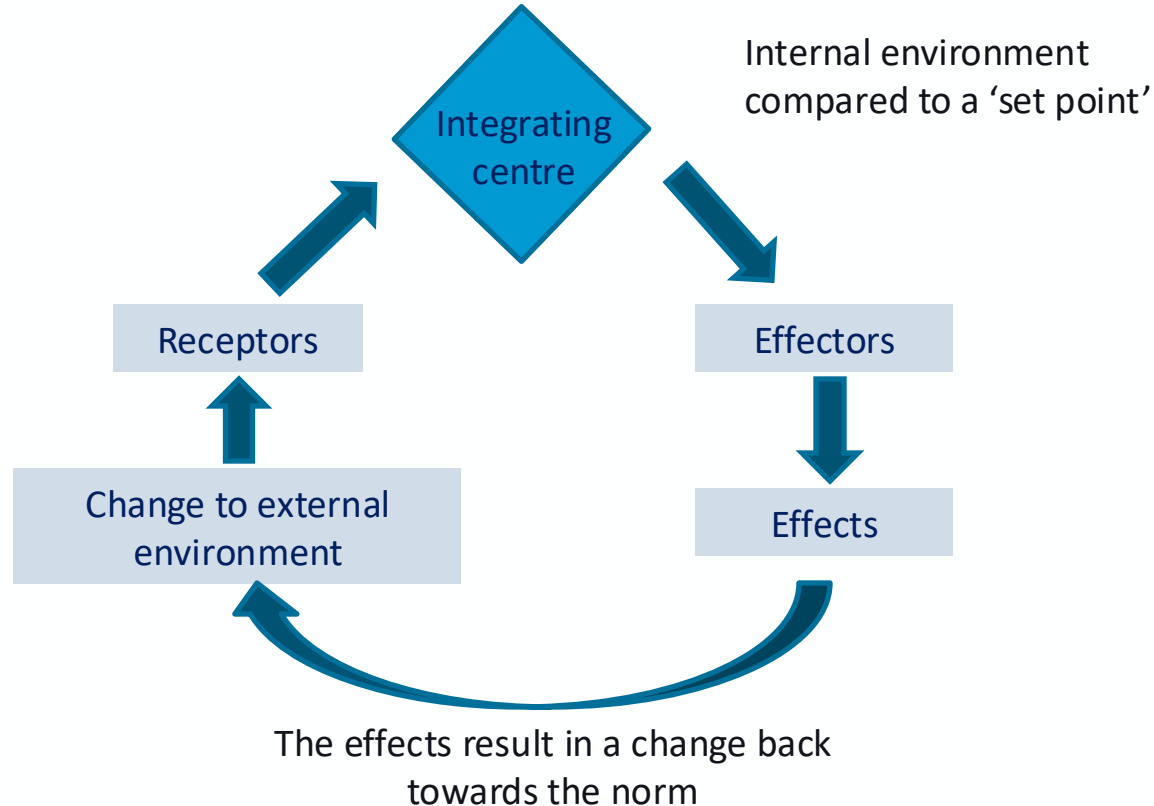 Internal environment
compared to a ‘set point’
Integrating
centre
Receptors
Effectors
Change to external
environment
Effects
The effects result in a change back
towards the norm